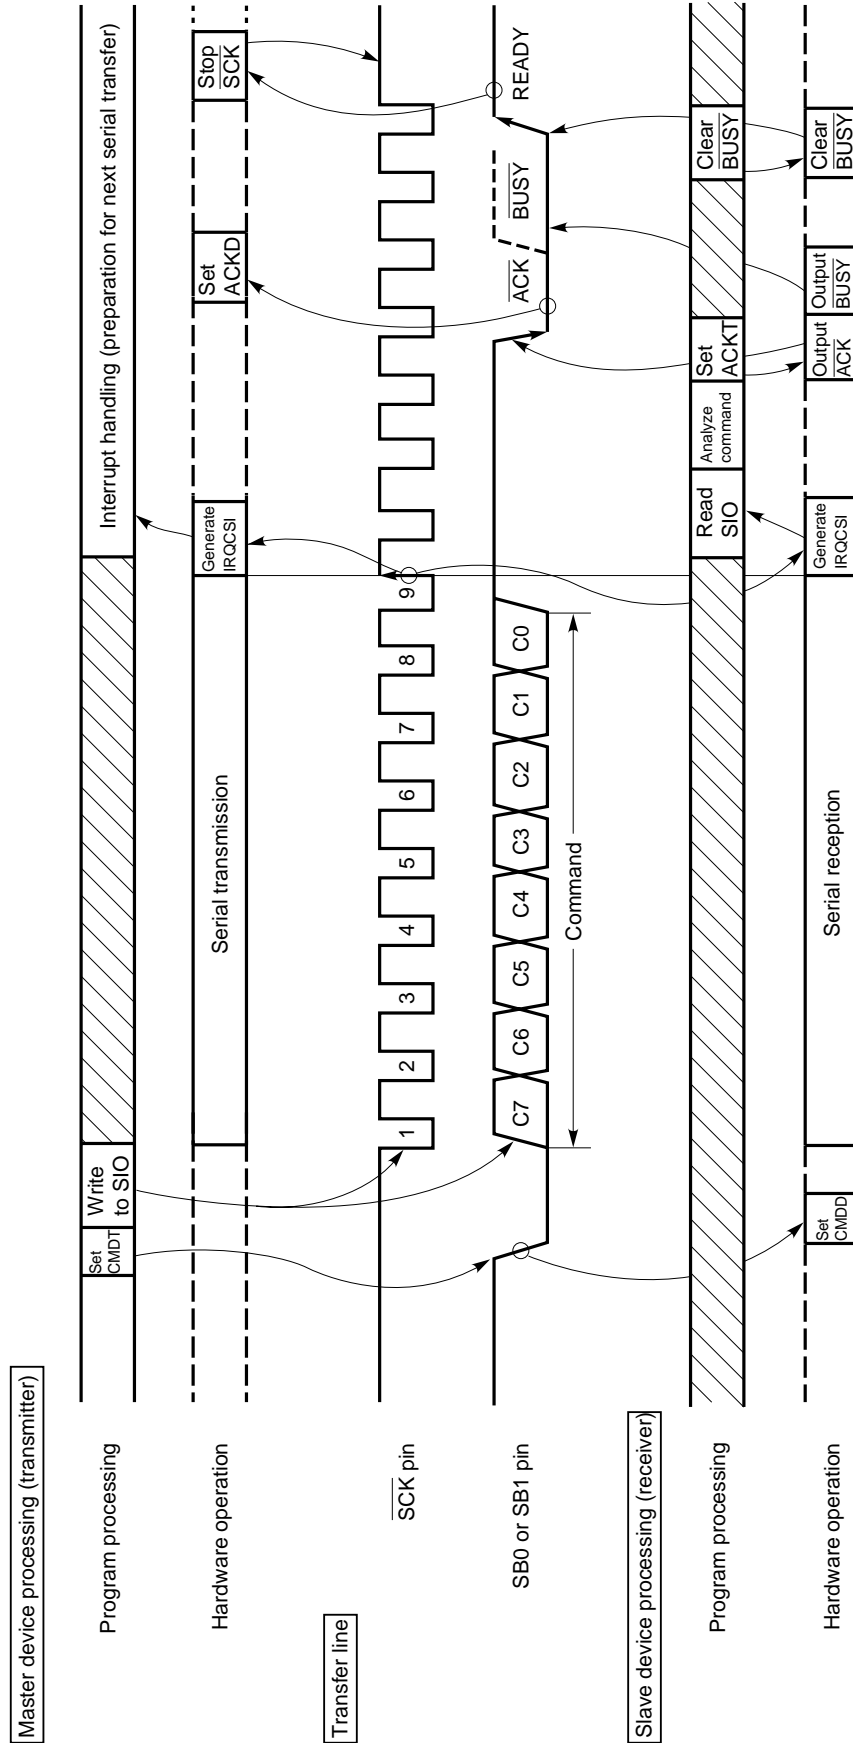 Master device processing (transmitter)
Program processing
Set
CMDT
Write
to SIO
Interrupt handling (preparation for next serial transfer)
Hardware operation
Serial transmission
Generate
IRQCSI
Set
ACKD
Stop
SCK
Transfer line
SCK pin
1
2
3
4
5
6
7
8
9
SB0 or SB1 pin
C7
C6
C5
C4
C3
C2
C1
C0
ACK
BUSY
READY
Command
Slave device processing (receiver)
Program processing
Read
SIO
Analyze
command
Set
ACKT
Clear
BUSY
Hardware operation
Set
CMDD
Serial reception
Generate
IRQCSI
Output
ACK
Output
BUSY
Clear
BUSY